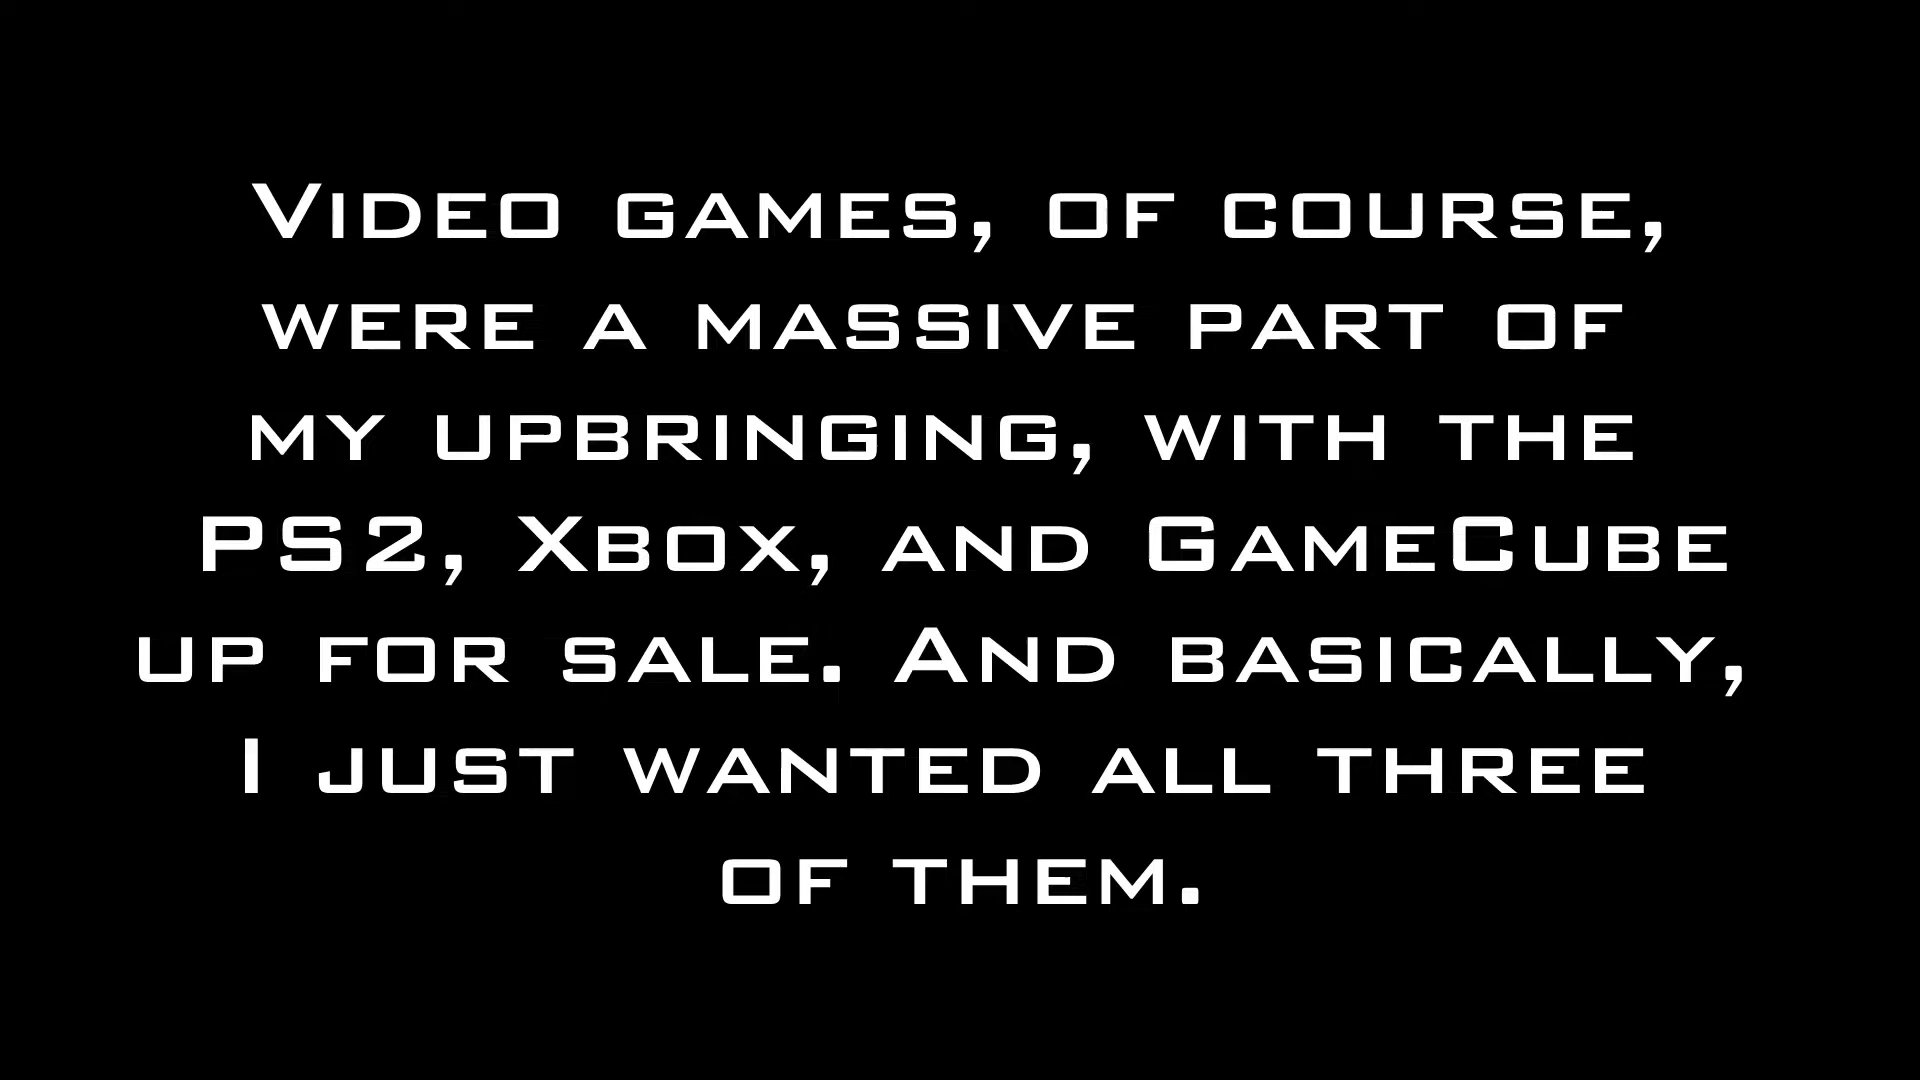 Video games, of course,
were a massive part of
my upbringing, with the
PS2, Xbox, and GameCube
up for sale. And basically,
I just wanted all three
of them.